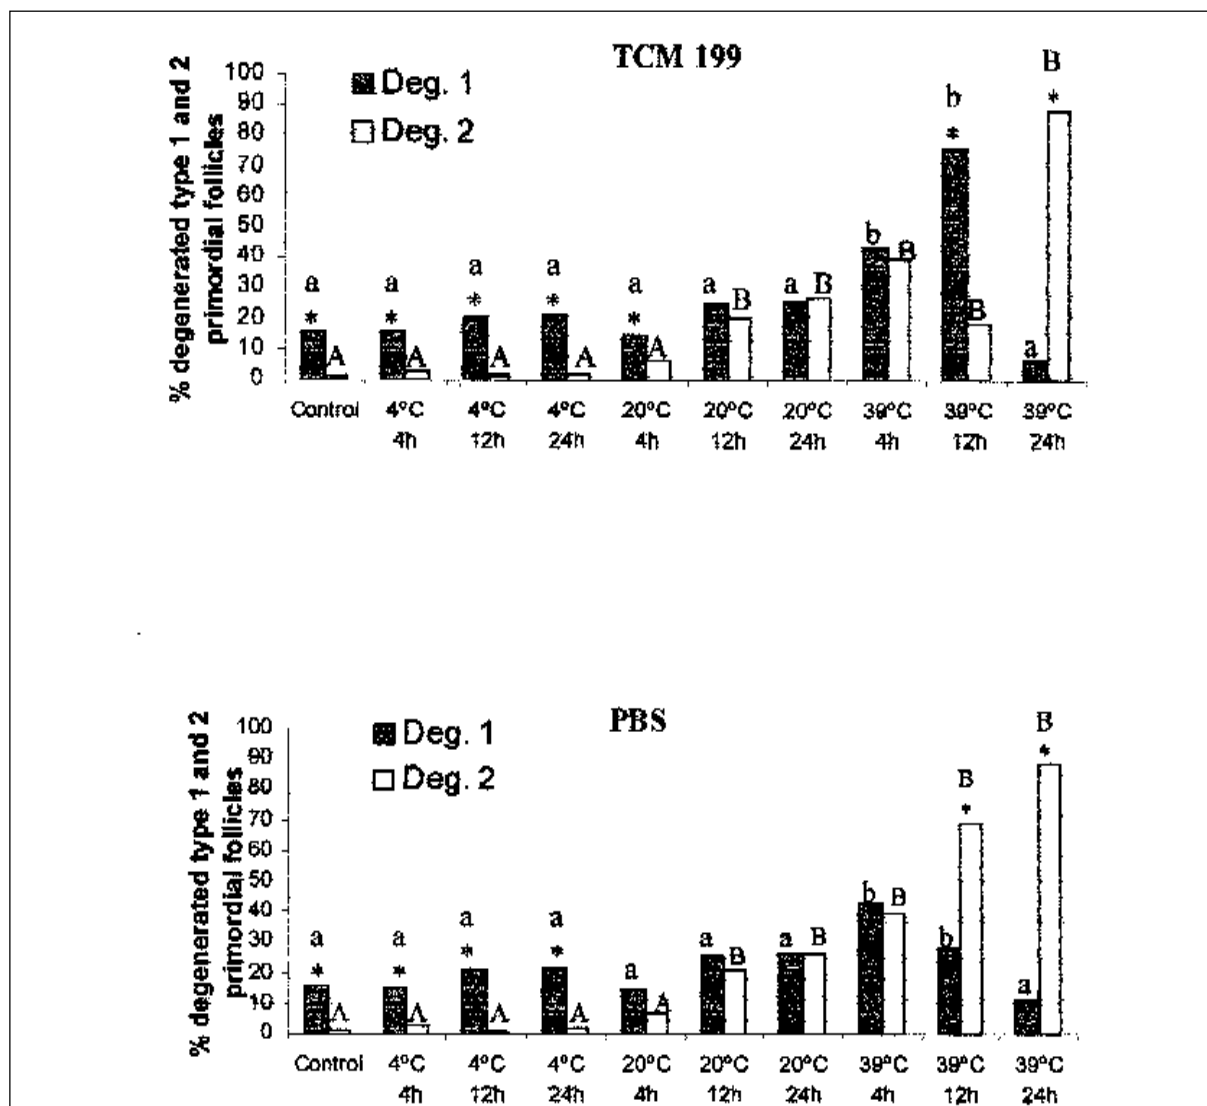 TCM 199
% degenerated type 1 and 2
primordial follicles
100
90
80
70
60
50
40
30
20
10
0
Deg. 1
Deg. 2
a
*
A
a
*
A
a
*
A
a
*
A
a
*
A
a
B
a
B
b
B
b
*
B
a
B
*
Control
4°C
4°C
4°C
20°C
20°C
20°C
39°C
39°C
39°C
4h
12h
24h
4h
12h
24h
4h
12h
24h
PBS
% degenerated type 1 and 2
primordial follicles
100
90
80
70
60
50
40
30
20
10
0
Deg. 1
Deg. 2
a
*
A
a
*
A
a
*
A
a
*
A
a
A
a
B
a
B
b
B
b
B
*
a
B
*
Control
4°C
4°C
4°C
20°C
20°C
20°C
39°C
39°C
39°C
4h
12h
24h
4h
12h
24h
4h
12h
24h